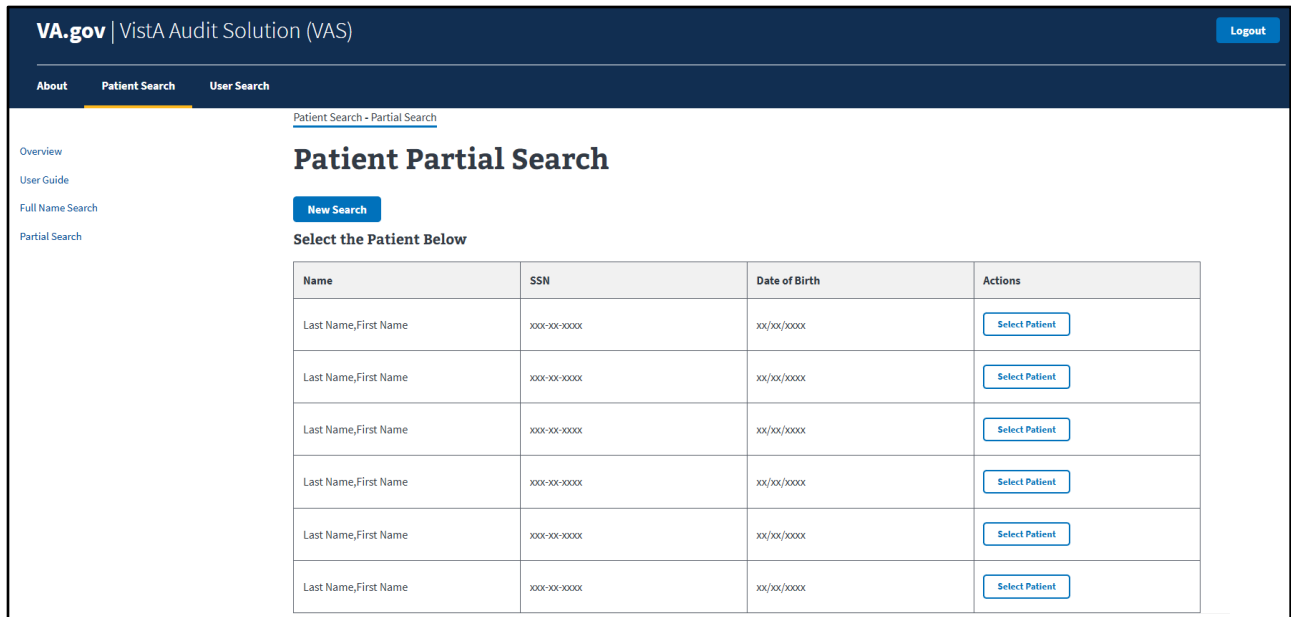 VA.gov | VistA Audit Solution (VAS)
Logout
About Patient Search User Search
Patient Search - Partial Search
Overview
User Guide
Full Name Search
Partial Search
Patient Partial Search
New Search
Select the Patient Below
Name SSN Date of Birth Actions
Last Name,First Name xxx-xx-xxxx xx/xx/xxxx Select Patient
Last Name,First Name xxx-xx-xxxx xx/xx/xxxx Select Patient
Last Name,First Name xxx-xx-xxxx xx/xx/xxxx Select Patient
Last Name,First Name xxx-xx-xxxx xx/xx/xxxx Select Patient
Last Name,First Name xxx-xx-xxxx xx/xx/xxxx Select Patient
Last Name,First Name xxx-xx-xxxx xx/xx/xxxx Select Patient